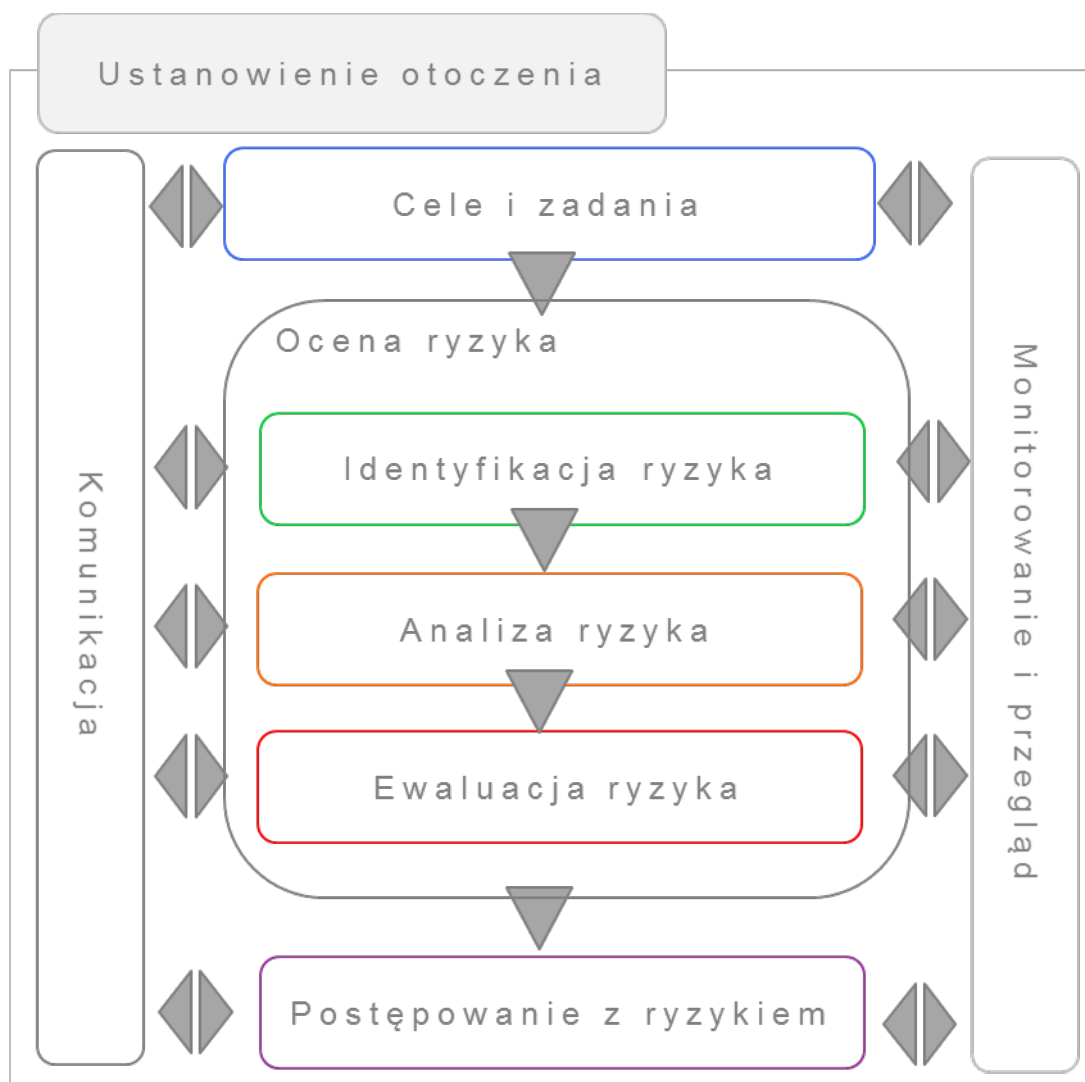 Ustanowienie otoczenia
Cele i zadania
Ocena ryzyka
Identyfikacja ryzyka
Analiza ryzyka
Ewaluacja ryzyka
Postępowanie z ryzykiem
Komunikacja
Monitorowanie i przegląd